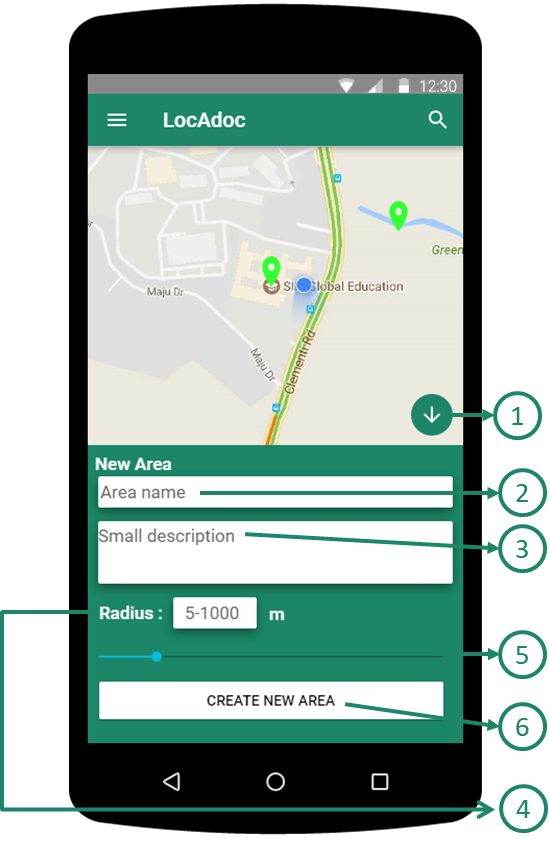 12:30
LocAdoc
Green
SI Global Education
Maju Dr
Maju Dr
Clementi Rd
1
New Area
Area name
2
Small description
3
Radius : 5-1000 m
5
CREATE NEW AREA
6
4